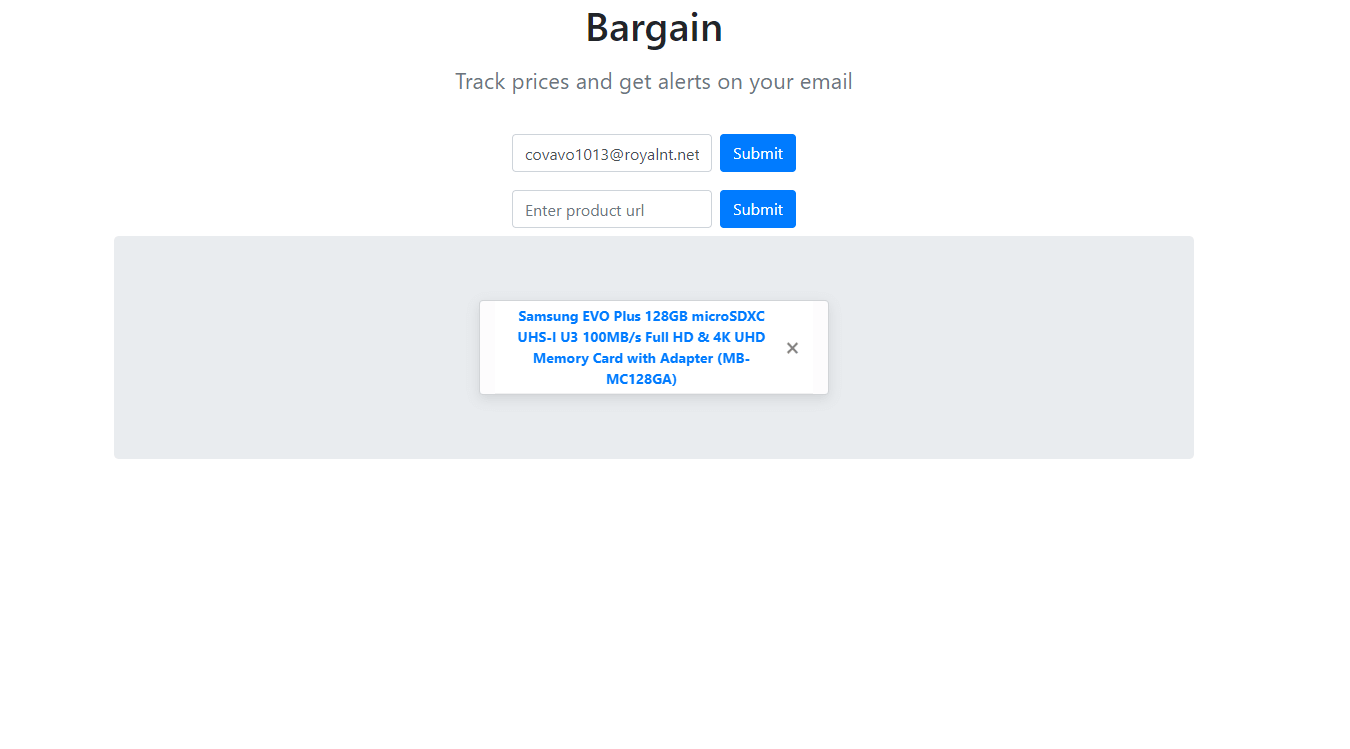 Bargain
Track prices and get alerts on your email
covavo1013@royalnt.net
Submit
Enter product url
Submit
Samsung EVO Plus 128GB microSDXC
UHS-I U3 100MB/s Full HD & 4K UHD
Memory Card with Adapter (MB-
MC128GA)
×